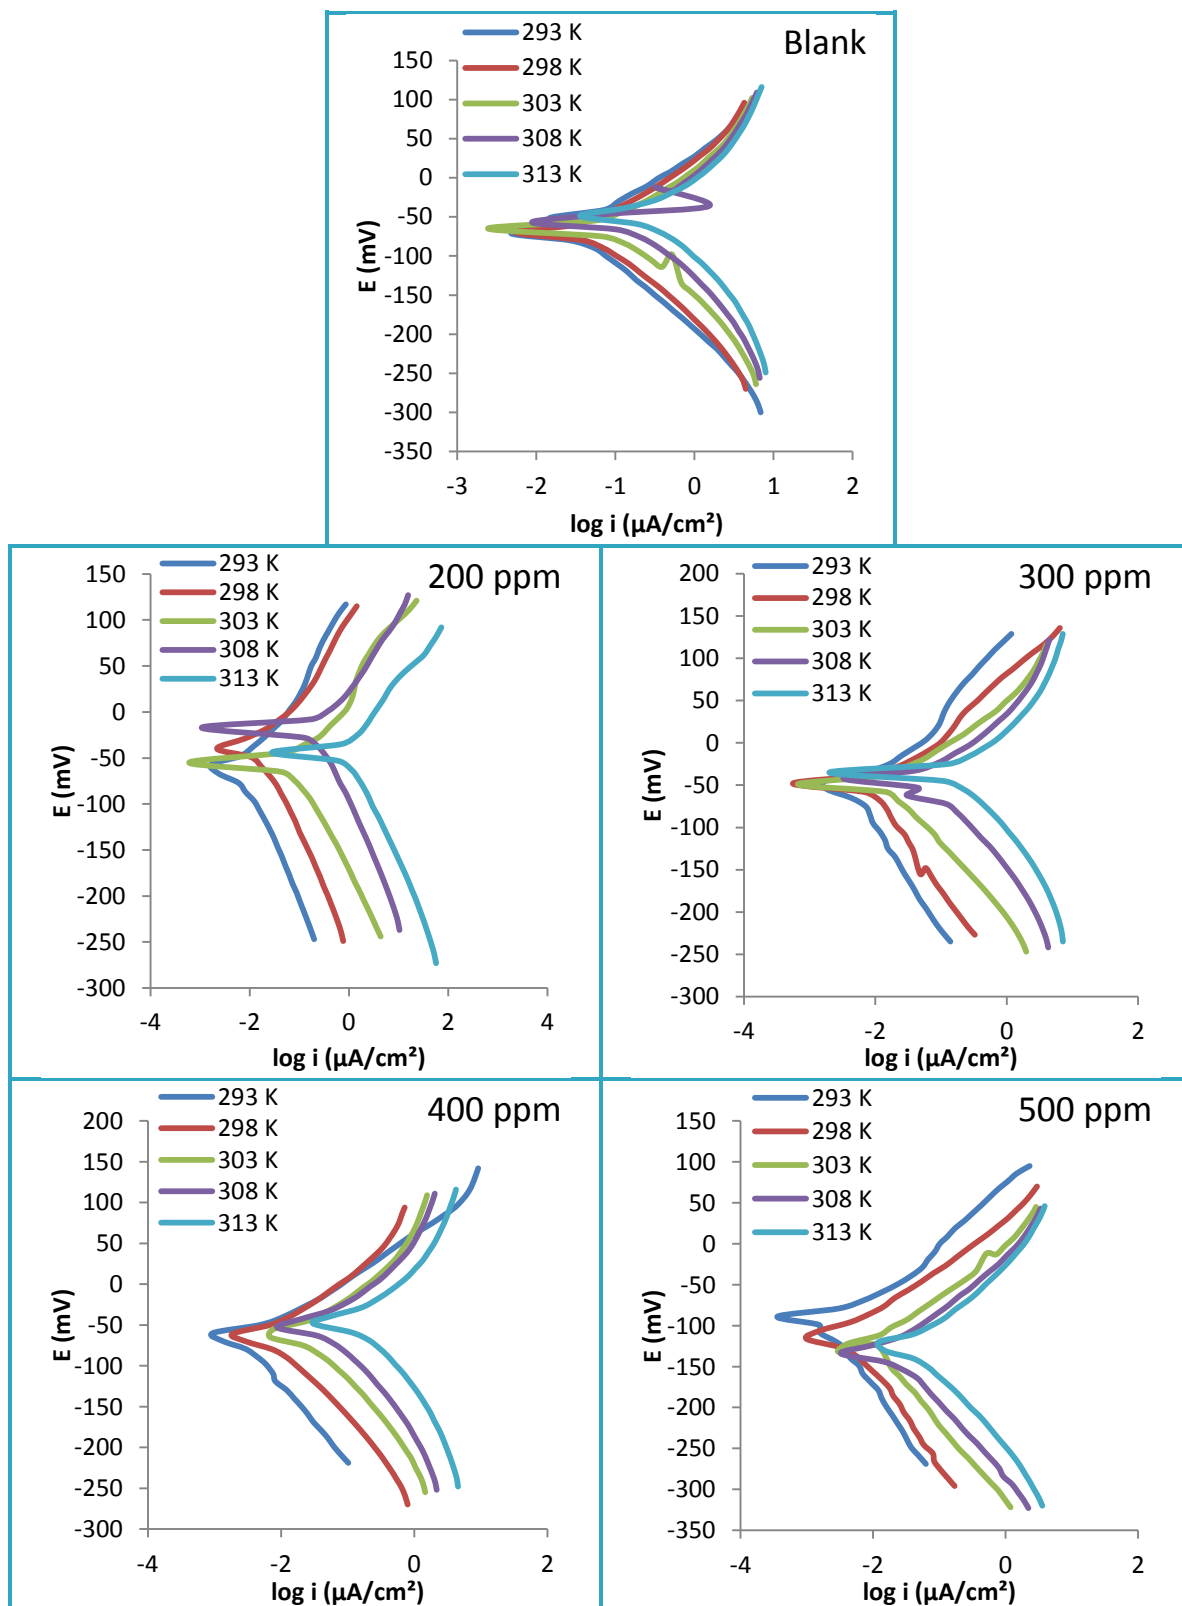 Blank
293 K
298 K
303 K
308 K
313 K
150
100
50
0
-50
-100
-150
-200
-250
-300
-350
E (mV)
-3 -2 -1 0 1 2
log i (µA/cm²)
200 ppm
293 K
298 K
303 K
308 K
313 K
150
100
50
0
-50
-100
-150
-200
-250
-300
E (mV)
-4 -2 0 2 4
log i (µA/cm²)
300 ppm
293 K
298 K
303 K
308 K
313 K
200
150
100
50
0
-50
-100
-150
-200
-250
-300
E (mV)
-4 -2 0 2
log i (µA/cm²)
400 ppm
293 K
298 K
303 K
308 K
313 K
200
150
100
50
0
-50
-100
-150
-200
-250
-300
E (mV)
-4 -2 0 2
log i (µA/cm²)
500 ppm
293 K
298 K
303 K
308 K
313 K
150
100
50
0
-50
-100
-150
-200
-250
-300
-350
E (mV)
-4 -2 0 2
log i (µA/cm²)